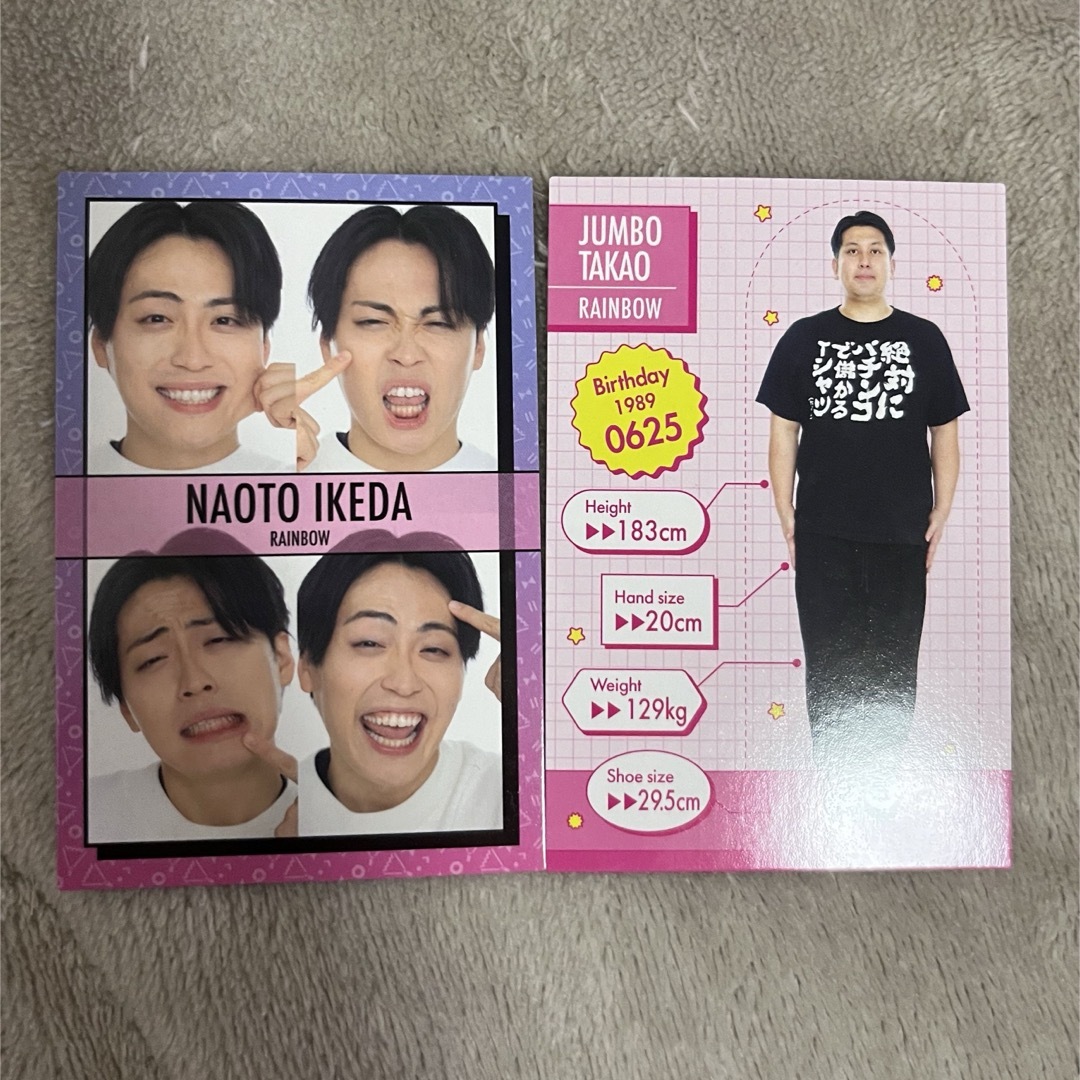 NAOTO IKEDA
RAINBOW
JUMBO
TAKAO
RAINBOW
Birthday
1989
0625
Height
▶▶183cm
Hand size
▶▶20cm
Weight
▶▶129kg
Shoe size
▶▶29.5cm
絶対に
パチンコ
で儲かる
Tシャツ